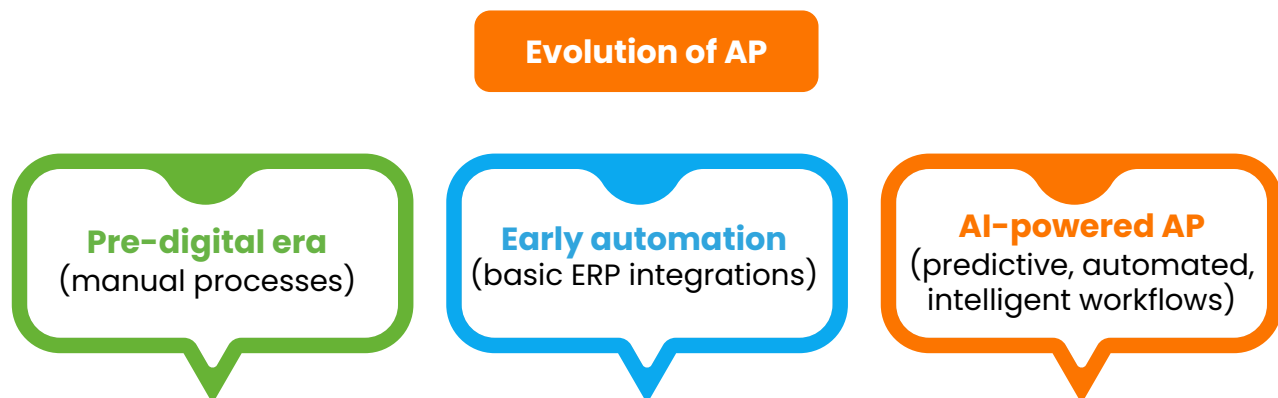 Evolution of AP
Pre-digital era
(manual processes)
Early automation
(basic ERP integrations)
AI-powered AP
(predictive, automated,
intelligent workflows)